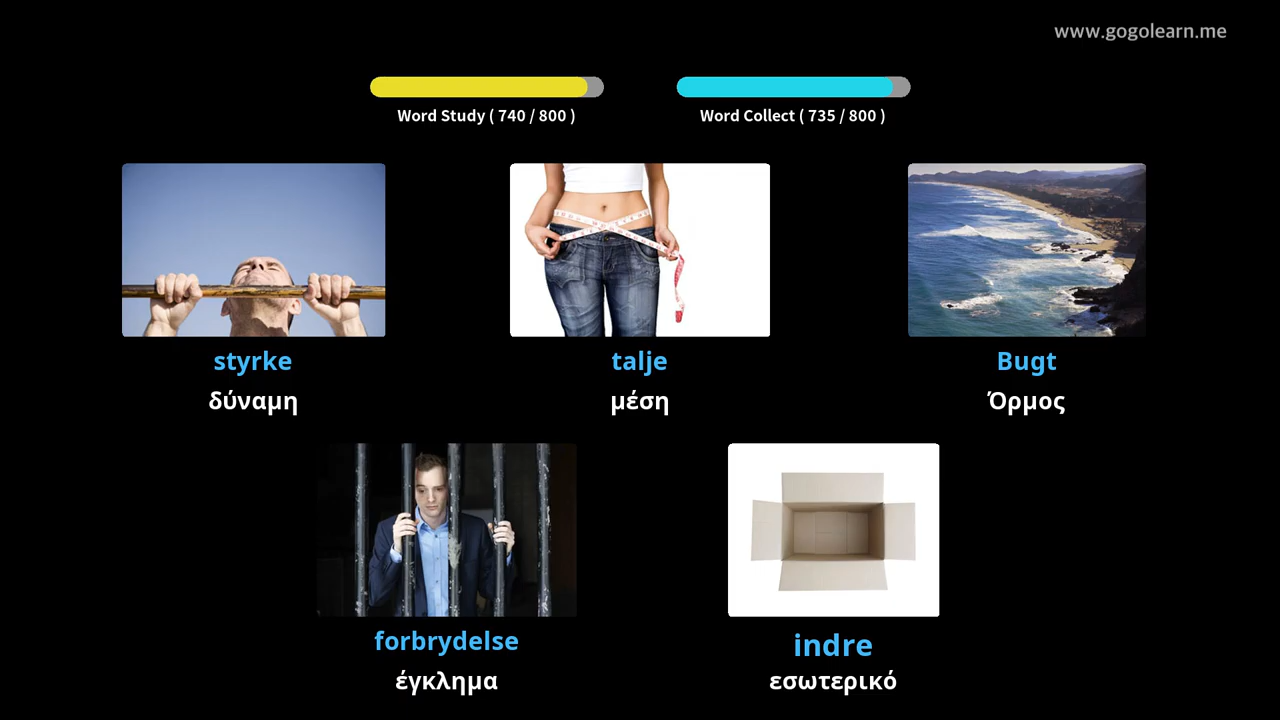 www.gogolearn.me
Word Study ( 740 / 800 )
Word Collect ( 735 / 800 )
styrke
δύναμη
talje
μέση
Bugt
Όρμος
forbrydelse
έγκλημα
indre
εσωτερικό